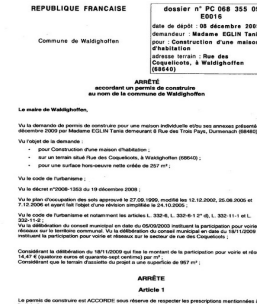 REPUBLIQUE FRANCAISE
Commune de Waldighoffen
dossier n° PC 068 355 09
E0016
date de dépôt : 08 décembre 2009
demandeur : Madame EGLIN Tani
pour : Construction d'une maison
d'habitation
adresse terrain : Rue des
Coquelicots, à Waldighoffen
(68640)
ARRÊTÉ
accordant un permis de construire
au nom de la commune de Waldighoffen
Le maire de Waldighoffen,
Vu la demande de permis de construire pour une maison individuelle et/ou ses annexes présenté
décembre 2009 par Madame EGLIN Tania demeurant 8 Rue des Trois Pays, Durmenach (68480)
Vu l'objet de la demande :
- pour Construction d'une maison d'habitation ;
- sur un terrain situé Rue des Coquelicots, à Waldighoffen (68640) ;
- pour une surface hors-oeuvre nette créée de 257 m² ;
Vu le code de l'urbanisme ;
Vu le décret n°2008-1353 du 19 décembre 2008 ;
Vu le plan d'occupation des sols approuvé le 27.09.1999, modifié les 12.12.2002, 25.08.2005 et
7.12.2006 et ayant fait l'objet d'une révision simplifiée le 24.10.2005 ;
Vu le code de l'urbanisme et notamment les articles L. 332-6, L. 332-6-1 2° d), L. 332-11-1 et L.
332-11-2 ;
Vu la délibération du conseil municipal en date du 05/09/2003 instituant la participation pour voirie
réseaux sur le territoire communal. Vu la délibération du conseil municipal en date du 18/11/2009
instituant la participation pour voirie et réseaux sur le secteur de rue des Coquelicots ;
Considérant la délibération du 18/11/2009 qui fixe le montant de la participation pour voirie et rése
14,47 € (quatorze euros et quarante-sept centimes) par m² ;
Considérant que le terrain d'assiette du projet a une superficie de 957 m² ;
ARRÊTE
Article 1
Le permis de construire est ACCORDE sous réserve de respecter les prescriptions mentionnées à